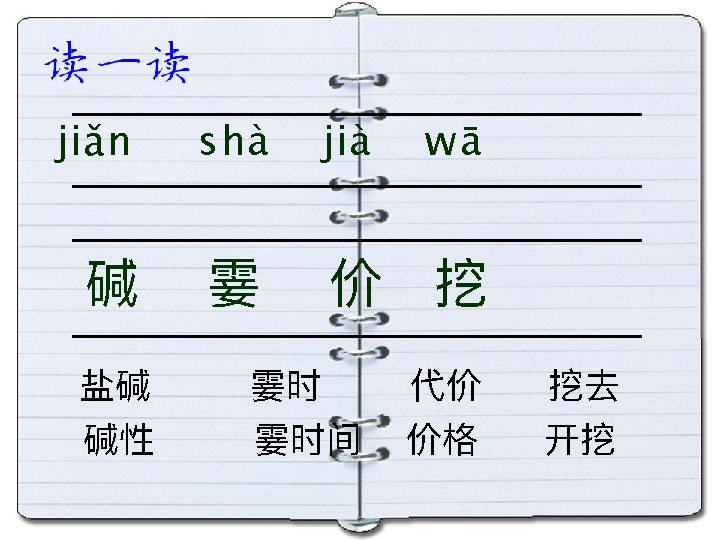 读一读
jiǎn shà jià wā
碱 霎 价 挖
盐碱 霎时 代价 挖去
碱性 霎时间 价格 开挖